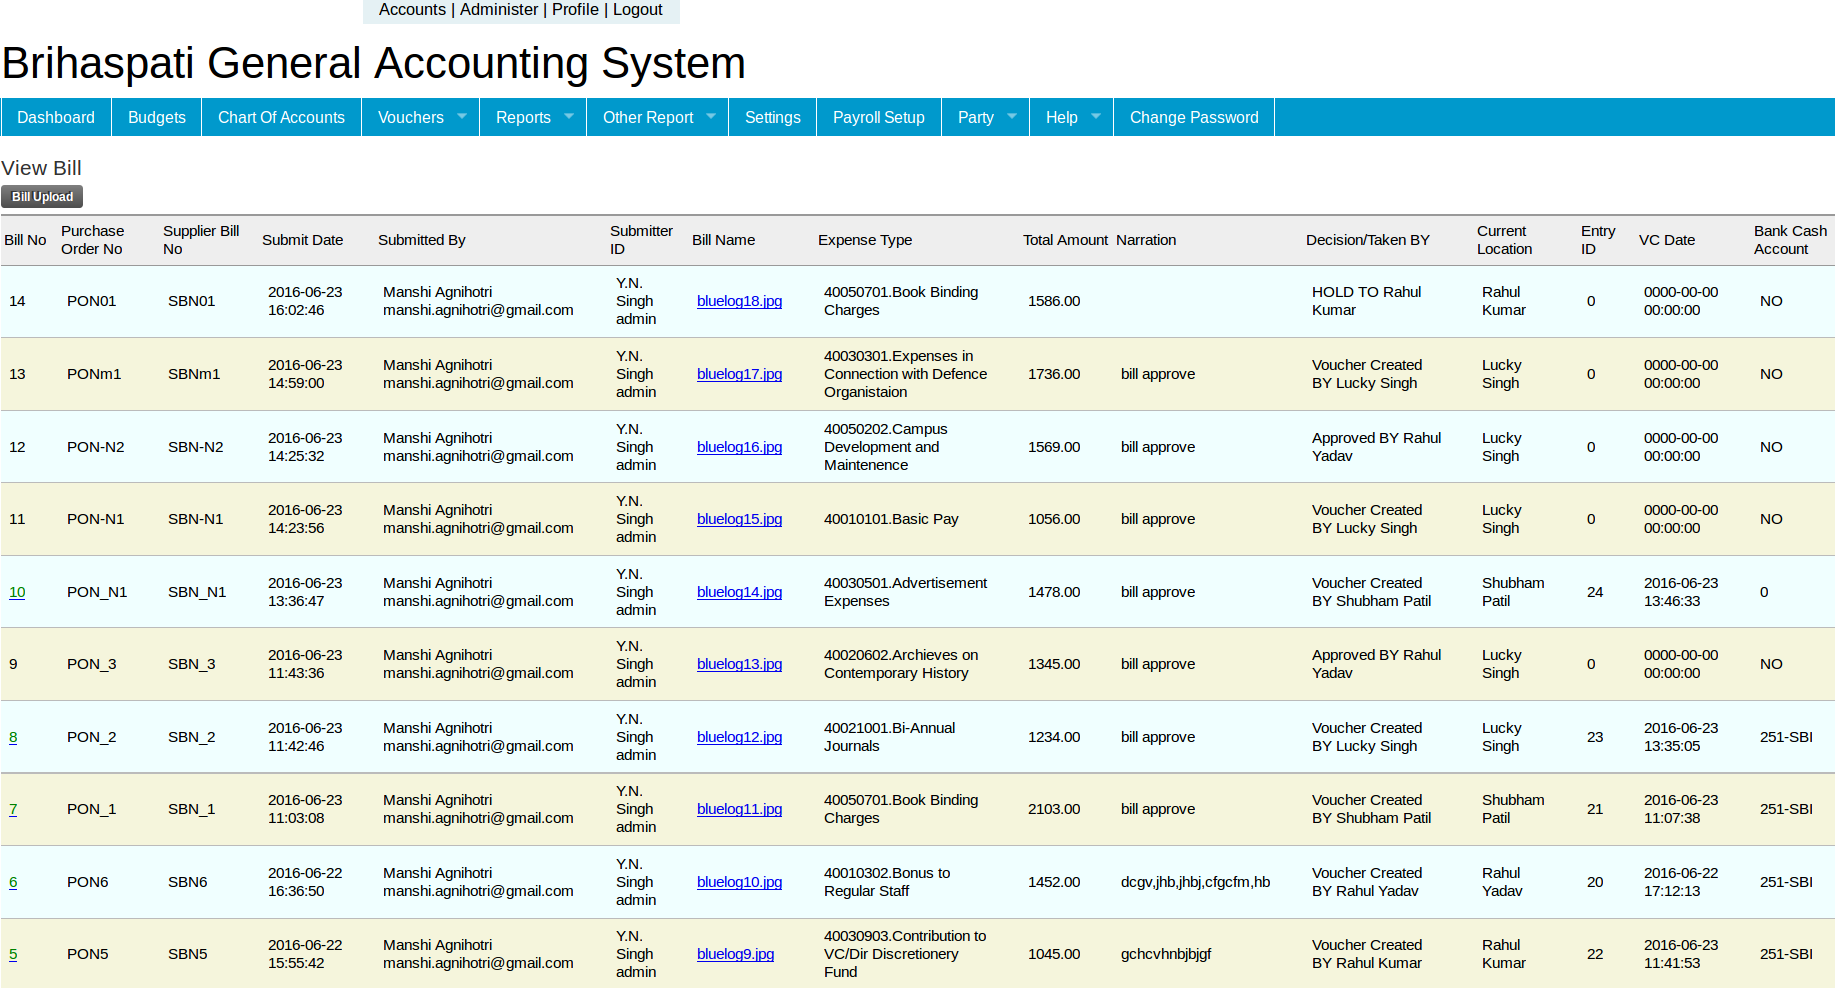 Accounts | Administer | Profile | Logout
Brihaspati General Accounting System
Dashboard Budgets Chart Of Accounts Vouchers Reports Other Report Settings Payroll Setup Party Help Change Password
View Bill
Bill Upload
Bill No Purchase Order No Supplier Bill No Submit Date Submitted By Submitter ID Bill Name Expense Type Total Amount Narration Decision/Taken BY Current Location Entry ID VC Date Bank Cash Account
14 PON01 SBN01 2016-06-23 16:02:46 Manshi Agnihotri manshi.agnihotri@gmail.com Y.N. Singh admin bluelog18.jpg 40050701.Book Binding Charges 1586.00 HOLD TO Rahul Kumar Rahul Kumar 0 0000-00-00 00:00:00 NO
13 PONm1 SBNm1 2016-06-23 14:59:00 Manshi Agnihotri manshi.agnihotri@gmail.com Y.N. Singh admin bluelog17.jpg 40030301.Expenses in Connection with Defence Organistaion 1736.00 bill approve Voucher Created BY Lucky Singh Lucky Singh 0 0000-00-00 00:00:00 NO
12 PON-N2 SBN-N2 2016-06-23 14:25:32 Manshi Agnihotri manshi.agnihotri@gmail.com Y.N. Singh admin bluelog16.jpg 40050202.Campus Development and Maintenence 1569.00 bill approve Approved BY Rahul Yadav Lucky Singh 0 0000-00-00 00:00:00 NO
11 PON-N1 SBN-N1 2016-06-23 14:23:56 Manshi Agnihotri manshi.agnihotri@gmail.com Y.N. Singh admin bluelog15.jpg 40010101.Basic Pay 1056.00 bill approve Voucher Created BY Lucky Singh Lucky Singh 0 0000-00-00 00:00:00 NO
10 PON_N1 SBN_N1 2016-06-23 13:36:47 Manshi Agnihotri manshi.agnihotri@gmail.com Y.N. Singh admin bluelog14.jpg 40030501.Advertisement Expenses 1478.00 bill approve Voucher Created BY Shubham Patil Shubham Patil 24 2016-06-23 13:46:33 0
9 PON_3 SBN_3 2016-06-23 11:43:36 Manshi Agnihotri manshi.agnihotri@gmail.com Y.N. Singh admin bluelog13.jpg 40020602.Archieves on Contemporary History 1345.00 bill approve Approved BY Rahul Yadav Lucky Singh 0 0000-00-00 00:00:00 NO
8 PON_2 SBN_2 2016-06-23 11:42:46 Manshi Agnihotri manshi.agnihotri@gmail.com Y.N. Singh admin bluelog12.jpg 40021001.Bi-Annual Journals 1234.00 bill approve Voucher Created BY Lucky Singh Lucky Singh 23 2016-06-23 13:35:05 251-SBI
7 PON_1 SBN_1 2016-06-23 11:03:08 Manshi Agnihotri manshi.agnihotri@gmail.com Y.N. Singh admin bluelog11.jpg 40050701.Book Binding Charges 2103.00 bill approve Voucher Created BY Shubham Patil Shubham Patil 21 2016-06-23 11:07:38 251-SBI
6 PON6 SBN6 2016-06-22 16:36:50 Manshi Agnihotri manshi.agnihotri@gmail.com Y.N. Singh admin bluelog10.jpg 40010302.Bonus to Regular Staff 1452.00 dcgv,jhb,jhbj,cfgcfm,hb Voucher Created BY Rahul Yadav Rahul Yadav 20 2016-06-22 17:12:13 251-SBI
5 PON5 SBN5 2016-06-22 15:55:42 Manshi Agnihotri manshi.agnihotri@gmail.com Y.N. Singh admin bluelog9.jpg 40030903.Contribution to VC/Dir Discretionery Fund 1045.00 gchcvhnbjbjgf Voucher Created BY Rahul Kumar Rahul Kumar 22 2016-06-23 11:41:53 251-SBI